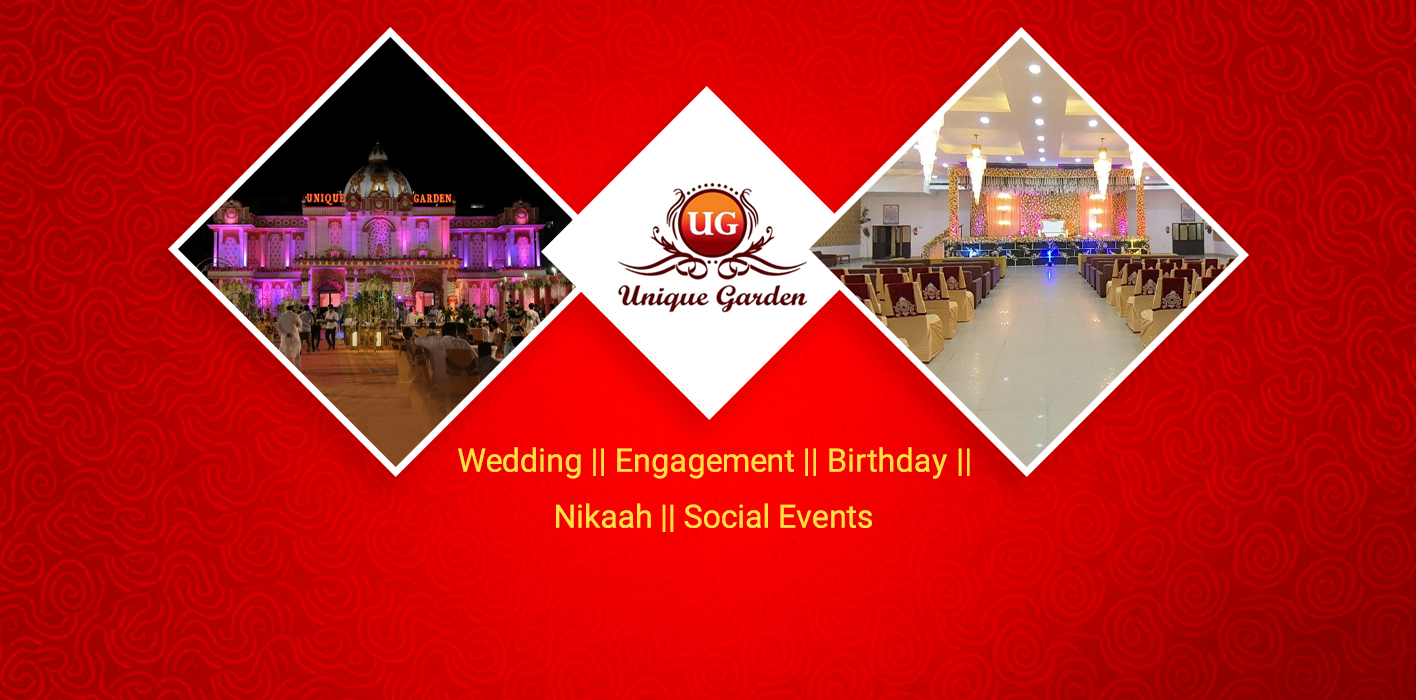 UNIQUE GARDEN
UG
Unique Garden
Wedding || Engagement || Birthday ||
Nikaah || Social Events